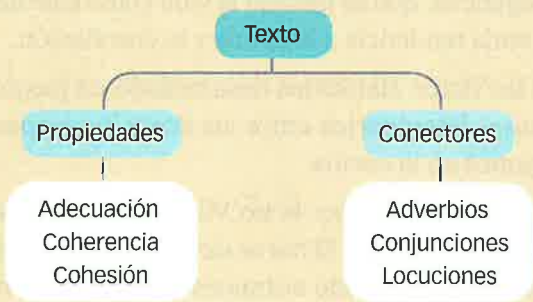 Texto
Propiedades
Conectores
Adecuación
Coherencia
Cohesión
Adverbios
Conjunciones
Locuciones